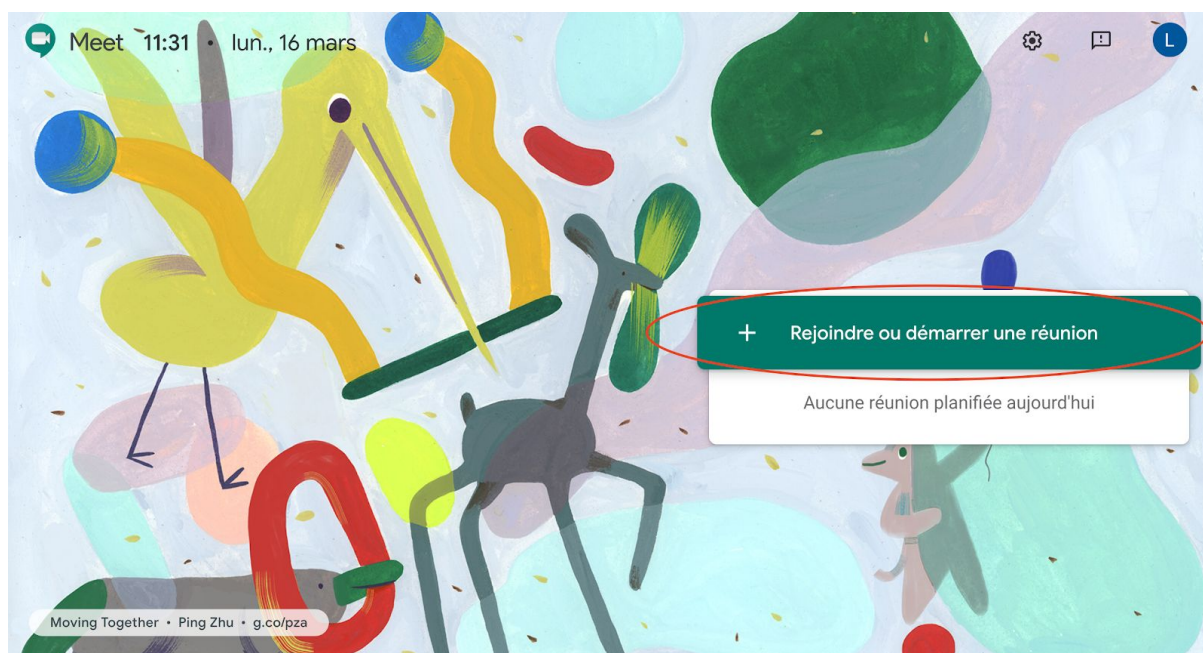 Meet 11:31 • lun., 16 mars
L
+ Rejoindre ou démarrer une réunion
Aucune réunion planifiée aujourd'hui
Moving Together • Ping Zhu • g.co/pza